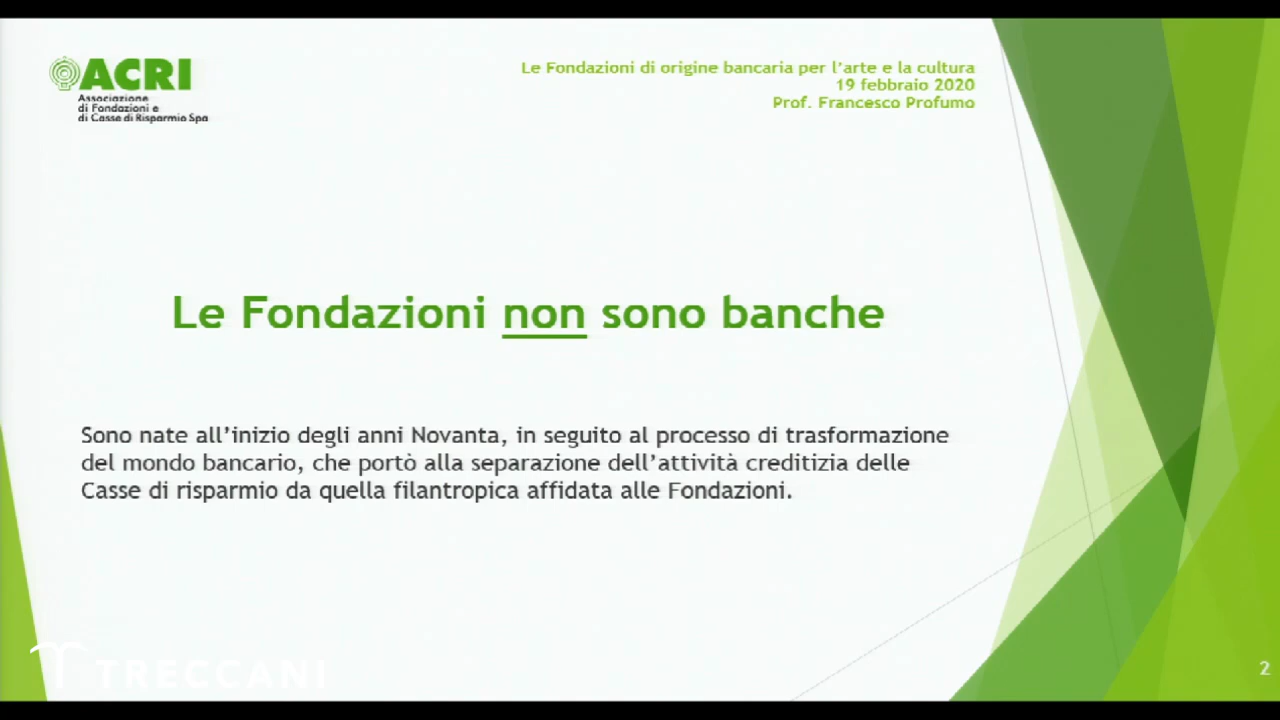 ACRI
Associazione
di Fondazioni e
di Casse di Risparmio Spa
Le Fondazioni di origine bancaria per l'arte e la cultura
19 febbraio 2020
Prof. Francesco Profumo
Le Fondazioni non sono banche
Sono nate all'inizio degli anni Novanta, in seguito al processo di trasformazione
del mondo bancario, che portò alla separazione dell'attività creditizia delle
Casse di risparmio da quella filantropica affidata alle Fondazioni.
TRECCANI
2